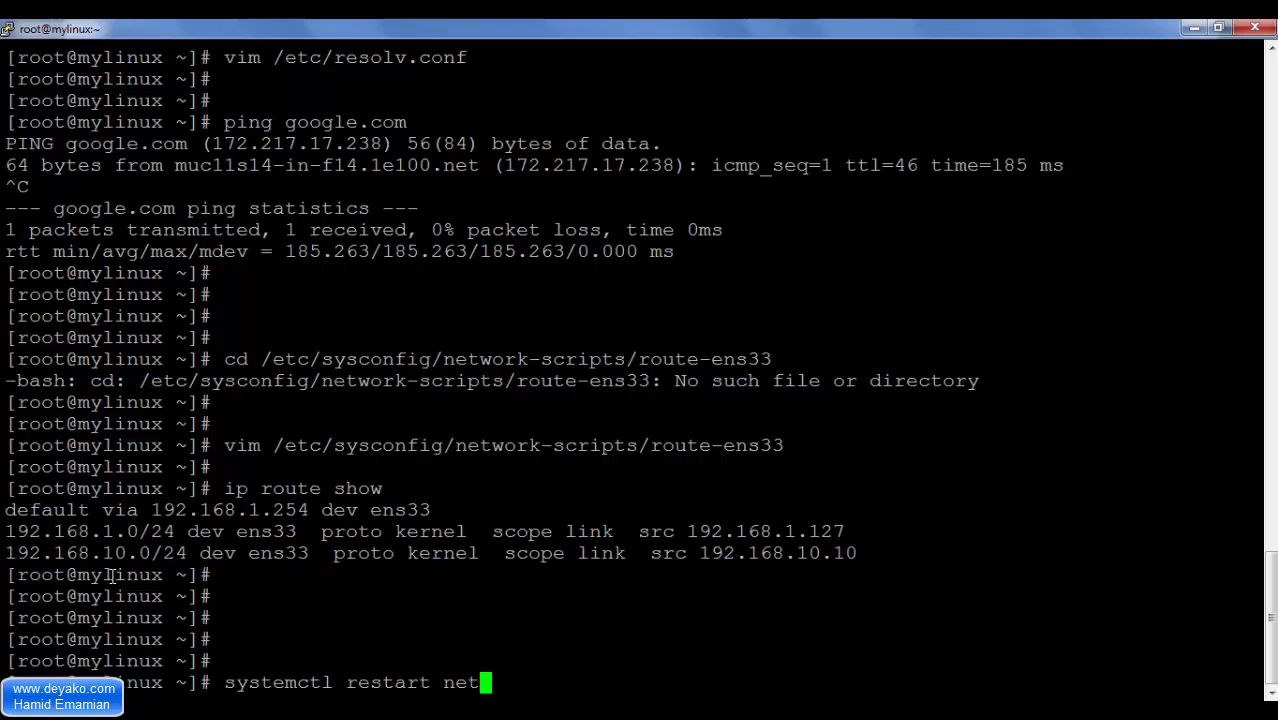 root@mylinux:~
[root@mylinux ~]# vim /etc/resolv.conf
[root@mylinux ~]#
[root@mylinux ~]#
[root@mylinux ~]# ping google.com
PING google.com (172.217.17.238) 56(84) bytes of data.
64 bytes from muc11s14-in-f14.1e100.net (172.217.17.238): icmp_seq=1 ttl=46 time=185 ms
^C
--- google.com ping statistics ---
1 packets transmitted, 1 received, 0% packet loss, time 0ms
rtt min/avg/max/mdev = 185.263/185.263/185.263/0.000 ms
[root@mylinux ~]#
[root@mylinux ~]#
[root@mylinux ~]#
[root@mylinux ~]#
[root@mylinux ~]# cd /etc/sysconfig/network-scripts/route-ens33
-bash: cd: /etc/sysconfig/network-scripts/route-ens33: No such file or directory
[root@mylinux ~]#
[root@mylinux ~]#
[root@mylinux ~]# vim /etc/sysconfig/network-scripts/route-ens33
[root@mylinux ~]#
[root@mylinux ~]# ip route show
default via 192.168.1.254 dev ens33
192.168.1.0/24 dev ens33  proto kernel  scope link  src 192.168.1.127
192.168.10.0/24 dev ens33  proto kernel  scope link  src 192.168.10.10
[root@mylinux ~]#
[root@mylinux ~]#
[root@mylinux ~]#
[root@mylinux ~]#
[root@mylinux ~]#
linux ~]# systemctl restart net
www.deyako.com
Hamid Emamian